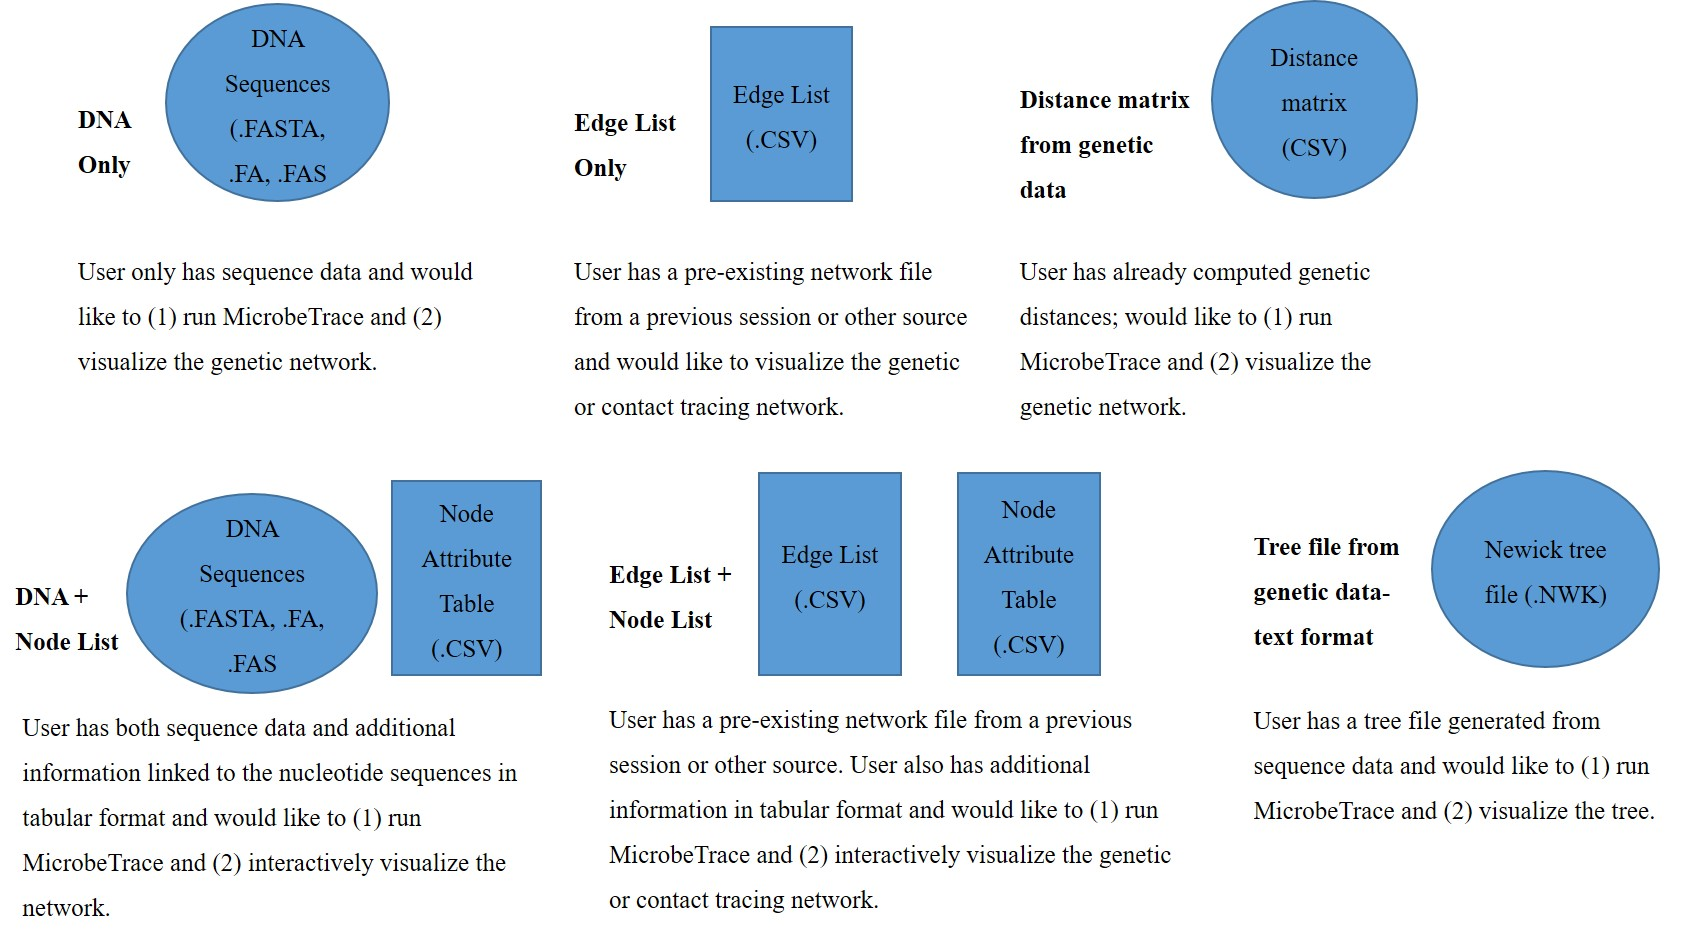 DNA
Only
DNA
Sequences
(.FASTA,
.FA, .FAS
User only has sequence data and would
like to (1) run MicrobeTrace and (2)
visualize the genetic network.
Edge List
Only
Edge List
(.CSV)
User has a pre-existing network file
from a previous session or other source
and would like to visualize the genetic
or contact tracing network.
Distance matrix
from genetic
data
Distance
matrix
(CSV)
User has already computed genetic
distances; would like to (1) run
MicrobeTrace and (2) visualize the
genetic network.
DNA +
Node List
DNA
Sequences
(.FASTA, .FA,
.FAS
Node
Attribute
Table
(.CSV)
User has both sequence data and additional
information linked to the nucleotide sequences in
tabular format and would like to (1) run
MicrobeTrace and (2) interactively visualize the
network.
Edge List +
Node List
Edge List
(.CSV)
Node
Attribute
Table
(.CSV)
User has a pre-existing network file from a previous
session or other source. User also has additional
information in tabular format and would like to (1) run
MicrobeTrace and (2) interactively visualize the genetic
or contact tracing network.
Tree file from
genetic data-
text format
Newick tree
file (.NWK)
User has a tree file generated from
sequence data and would like to (1) run
MicrobeTrace and (2) visualize the tree.